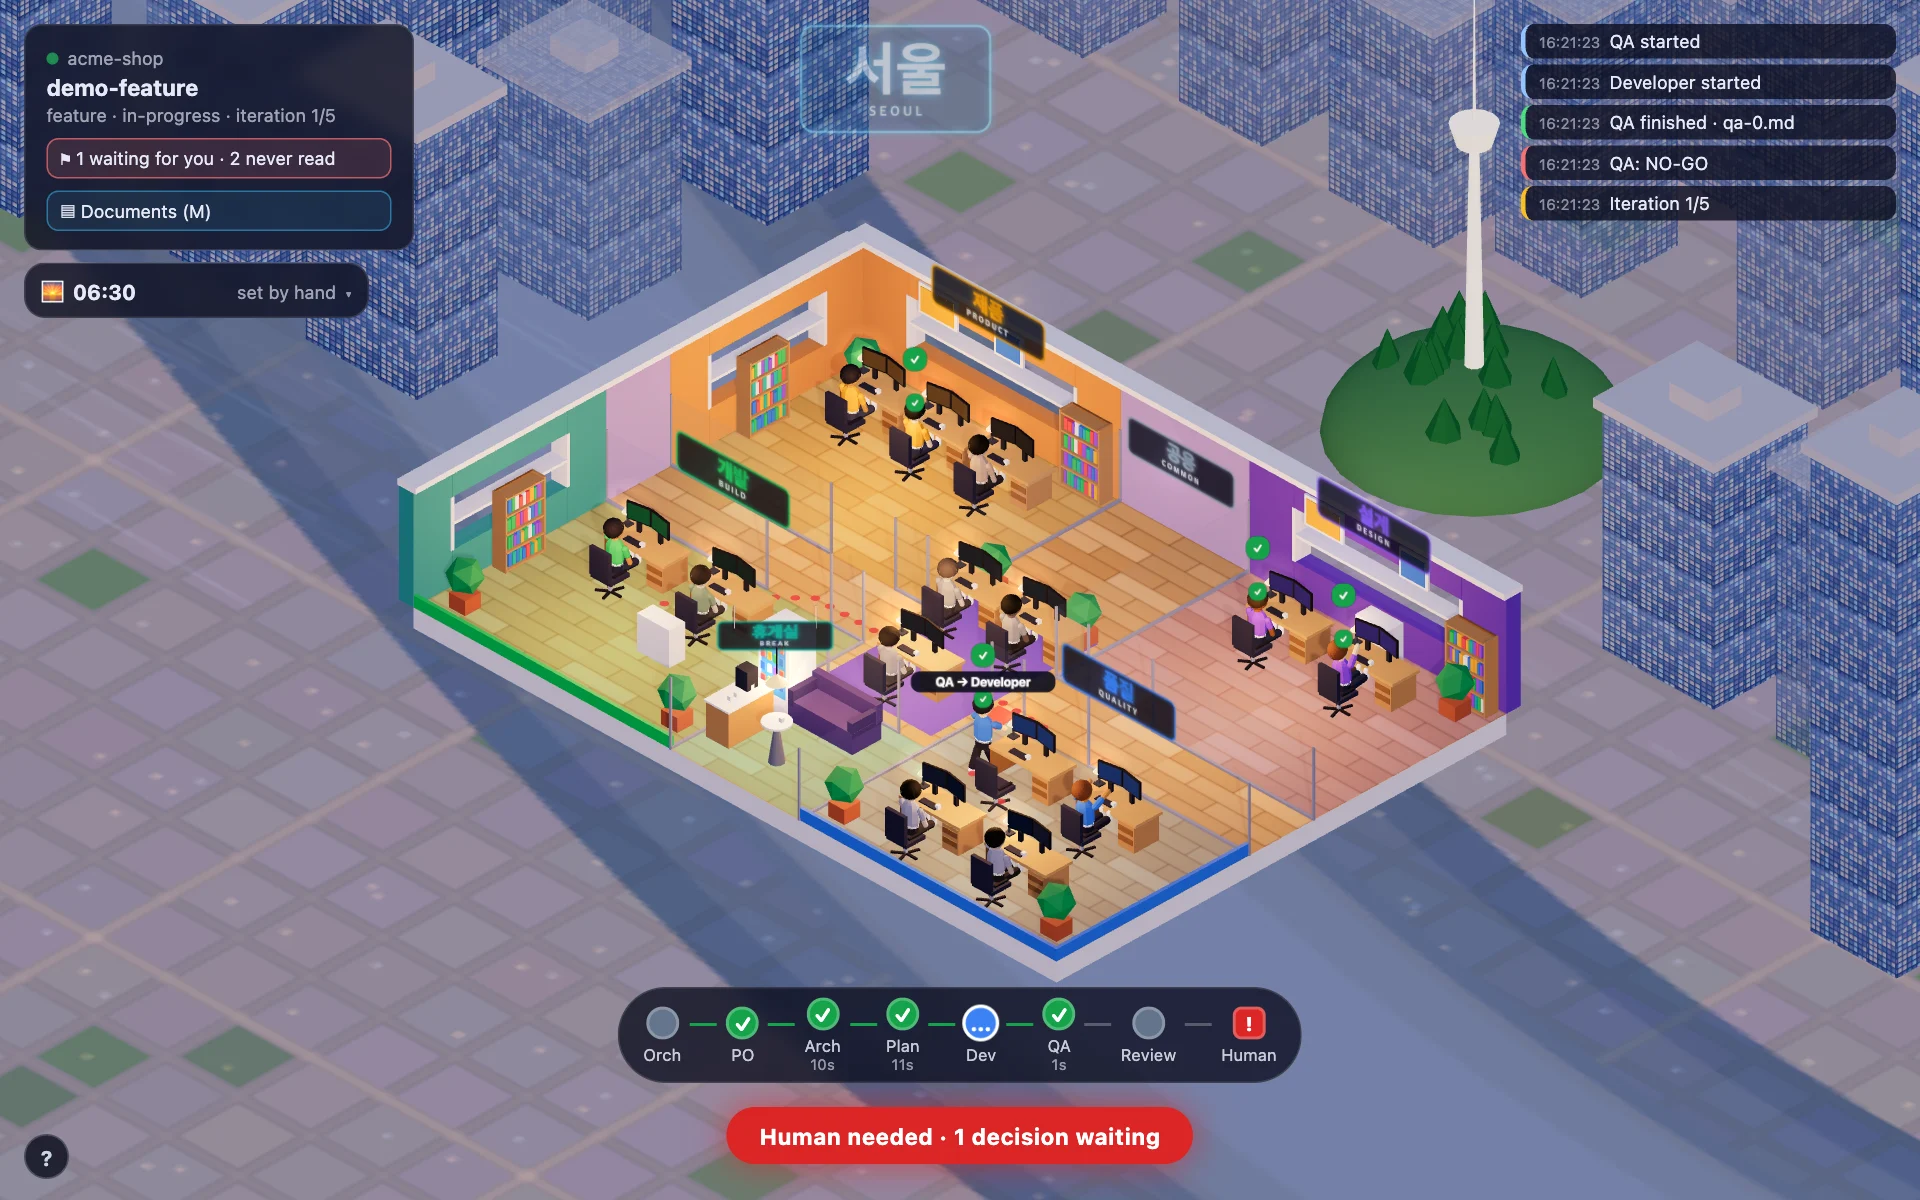 acme-shop
demo-feature
feature · in-progress · iteration 1/5
⚑ 1 waiting for you · 2 never read
▤ Documents (M)
06:30
set by hand ▾
서울
SEOUL
16:21:23 QA started
16:21:23 Developer started
16:21:23 QA finished · qa-0.md
16:21:23 QA: NO-GO
16:21:23 Iteration 1/5
제품
PRODUCT
개발
BUILD
공용
COMMON
설계
DESIGN
휴게실
BREAK
품질
QUALITY
QA → Developer
Orch
PO
Arch
10s
Plan
11s
Dev
QA
1s
Review
!
Human
Human needed · 1 decision waiting
?